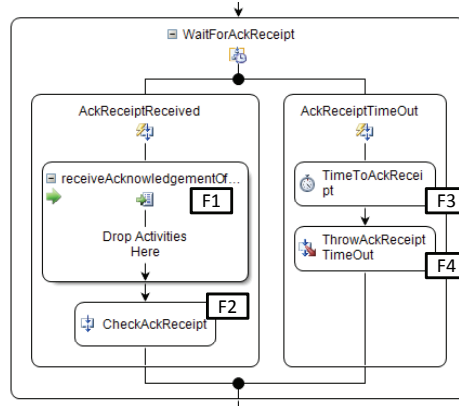 WaitForAckReceipt
AckReceiptReceived
receiveAcknowledgementOf...
F1
Drop Activities
Here
F2
CheckAckReceipt
AckReceiptTimeOut
TimeToAckRecei
pt
F3
ThrowAckReceipt
TimeOut
F4